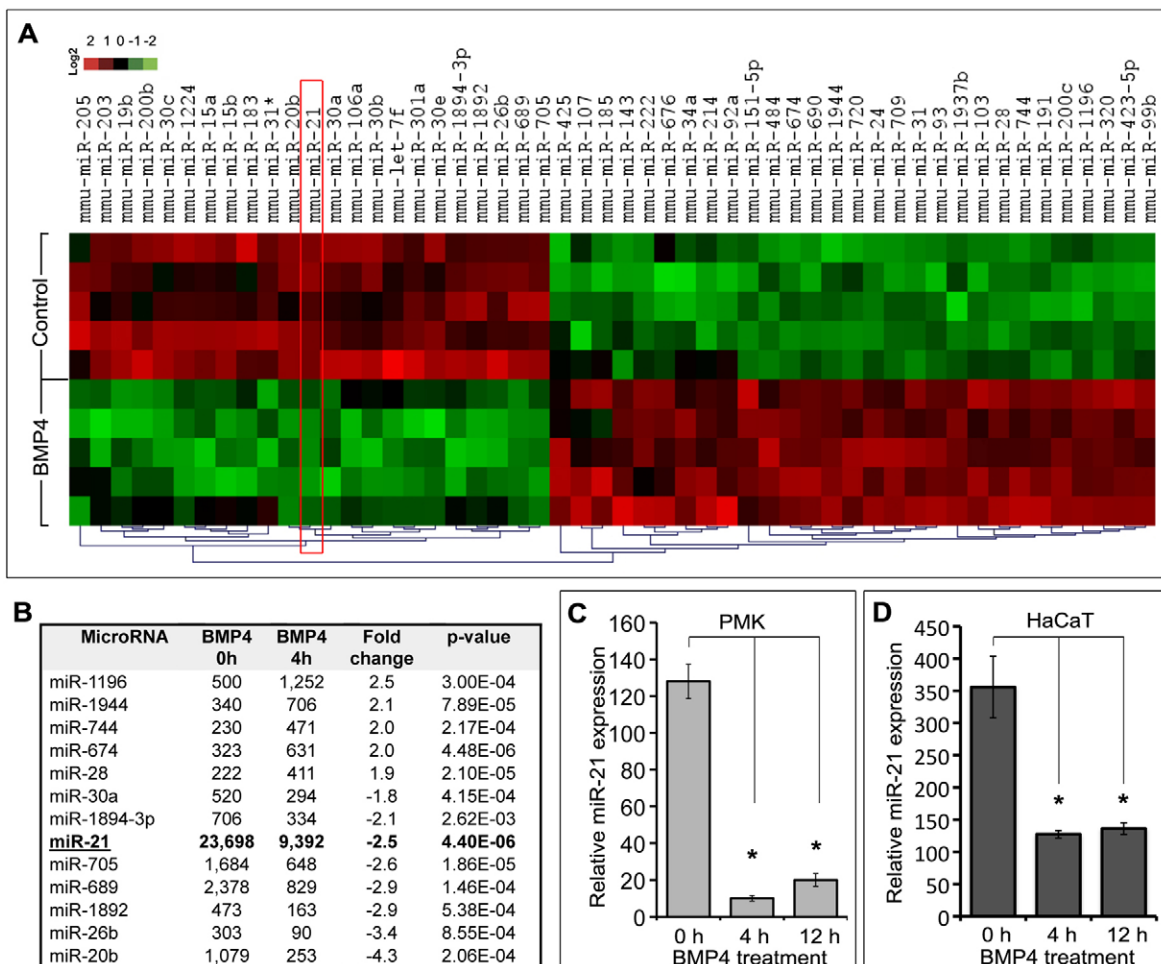 A
2 1 0 -1 -2
Log2
mmu-miR-205
mmu-miR-203
mmu-miR-19b
mmu-miR-200b
mmu-miR-30c
mmu-miR-1224
mmu-miR-15a
mmu-miR-15b
mmu-miR-183
mmu-miR-31*
mmu-miR-20b
mmu-miR-21
mmu-miR-30a
mmu-miR-106a
mmu-miR-30b
mmu-let-7f
mmu-miR-301a
mmu-miR-30e
mmu-miR-1894-3p
mmu-miR-1892
mmu-miR-26b
mmu-miR-689
mmu-miR-705
mmu-miR-425
mmu-miR-107
mmu-miR-185
mmu-miR-143
mmu-miR-222
mmu-miR-676
mmu-miR-34a
mmu-miR-214
mmu-miR-92a
mmu-miR-151-5p
mmu-miR-484
mmu-miR-674
mmu-miR-690
mmu-miR-1944
mmu-miR-720
mmu-miR-24
mmu-miR-709
mmu-miR-31
mmu-miR-93
mmu-miR-1937b
mmu-miR-103
mmu-miR-28
mmu-miR-744
mmu-miR-191
mmu-miR-200c
mmu-miR-1196
mmu-miR-320
mmu-miR-423-5p
mmu-miR-99b
Control
BMP4
B
MicroRNA BMP4 0h BMP4 4h Fold change p-value
miR-1196 500 1,252 2.5 3.00E-04
miR-1944 340 706 2.1 7.89E-05
miR-744 230 471 2.0 2.17E-04
miR-674 323 631 2.0 4.48E-06
miR-28 222 411 1.9 2.10E-05
miR-30a 520 294 -1.8 4.15E-04
miR-1894-3p 706 334 -2.1 2.62E-03
miR-21 23,698 9,392 -2.5 4.40E-06
miR-705 1,684 648 -2.6 1.86E-05
miR-689 2,378 829 -2.9 1.46E-04
miR-1892 473 163 -2.9 5.38E-04
miR-26b 303 90 -3.4 8.55E-04
miR-20b 1,079 253 -4.3 2.06E-04
C
PMK
Relative miR-21 expression
160
140
120
100
80
60
40
20
0
* *
0 h 4 h 12 h
BMP4 treatment
D
HaCaT
Relative miR-21 expression
450
400
350
300
250
200
150
100
50
0
* *
0 h 4 h 12 h
BMP4 treatment